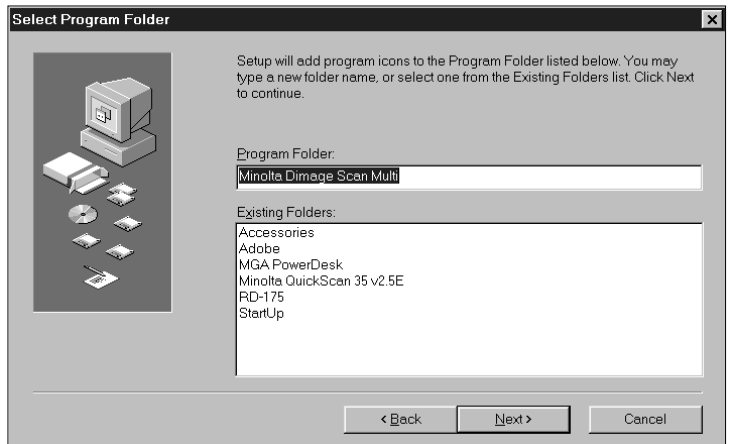 Select Program Folder
Setup will add program icons to the Program Folder listed below. You may
type a new folder name, or select one from the Existing Folders list. Click Next
to continue.
Program Folder:
Minolta Dimage Scan Multi
Existing Folders:
Accessories
Adobe
MGA PowerDesk
Minolta QuickScan 35 v2.5E
RD-175
StartUp
< Back
Next >
Cancel